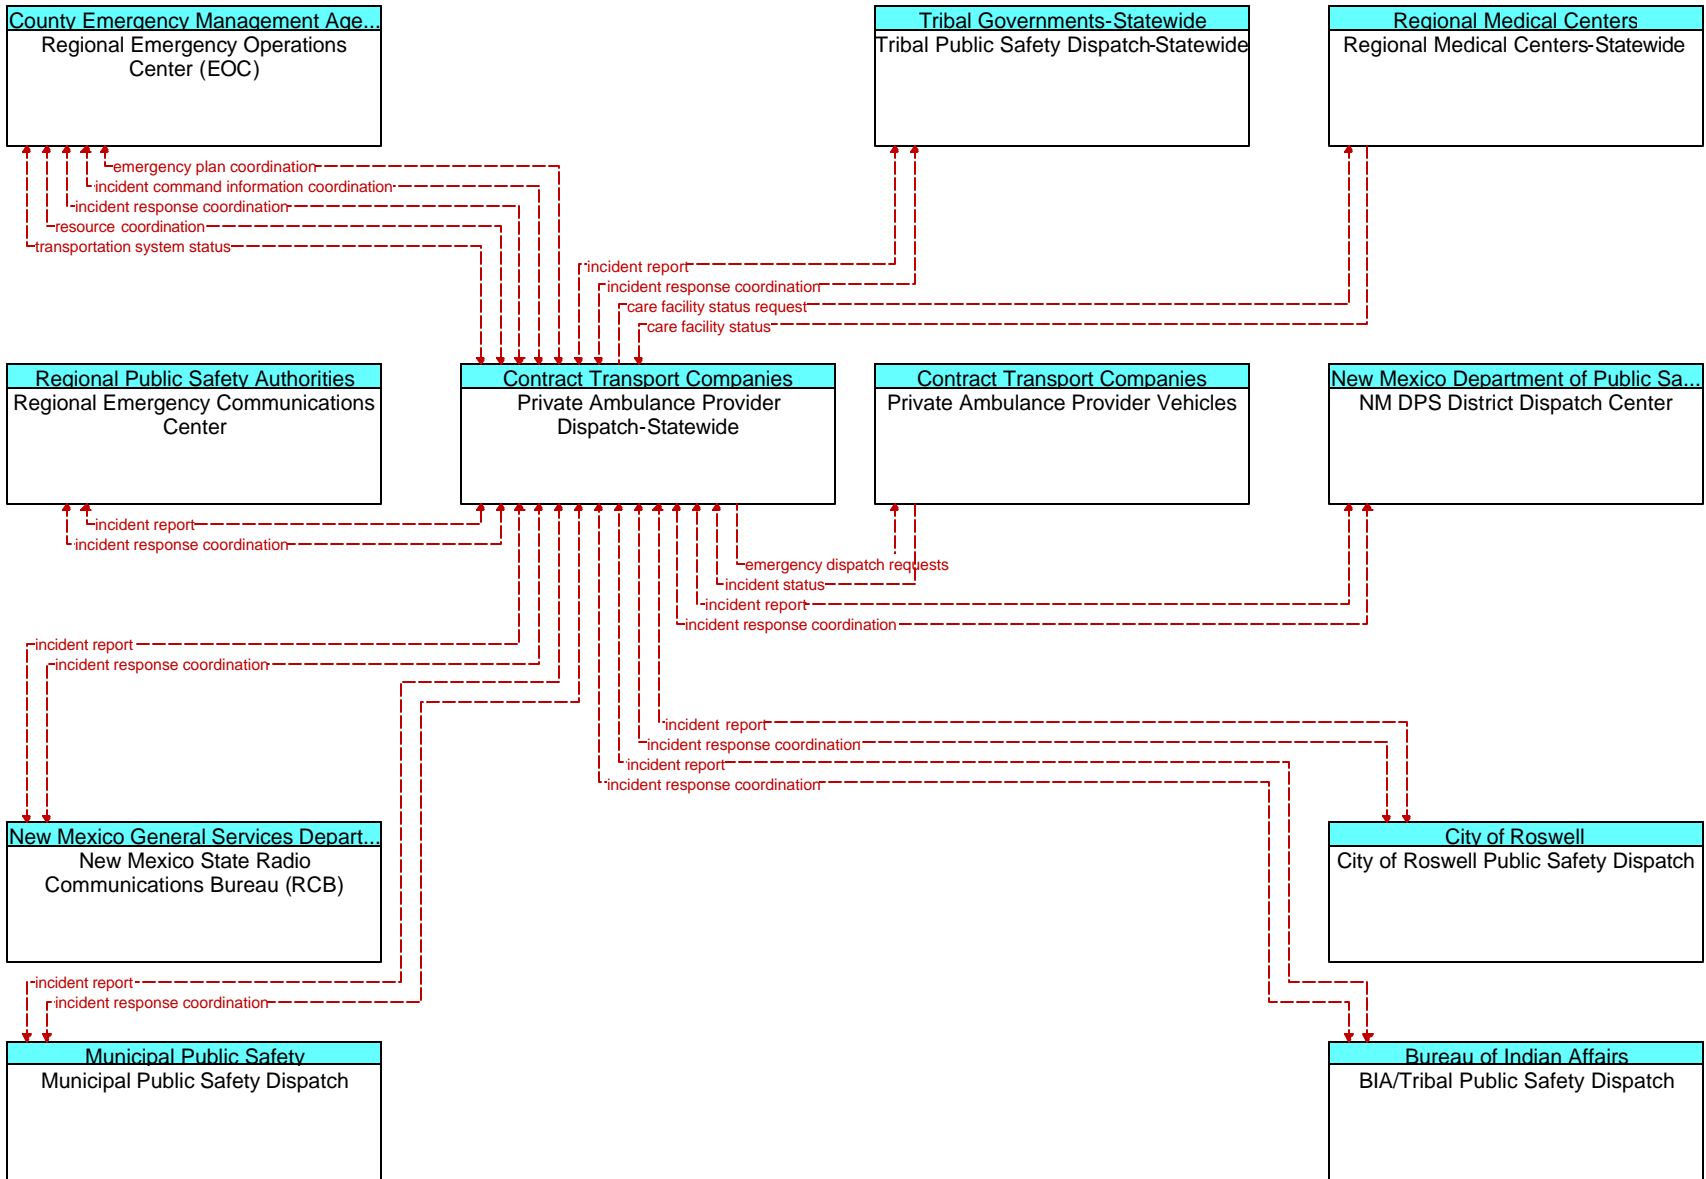 County Emergency Management Age...
Regional Emergency Operations
Center (EOC)
Tribal Governments-Statewide
Tribal Public Safety Dispatch-Statewide
Regional Medical Centers
Regional Medical Centers-Statewide
emergency plan coordination
incident command information coordination
incident response coordination
resource coordination
transportation system status
incident report
incident response coordination
care facility status request
care facility status
Regional Public Safety Authorities
Regional Emergency Communications
Center
Contract Transport Companies
Private Ambulance Provider
Dispatch-Statewide
Contract Transport Companies
Private Ambulance Provider Vehicles
New Mexico Department of Public Sa...
NM DPS District Dispatch Center
incident report
incident response coordination
emergency dispatch requests
incident status
incident report
incident response coordination
incident report
incident response coordination
incident report
incident response coordination
incident report
incident response coordination
New Mexico General Services Depart...
New Mexico State Radio
Communications Bureau (RCB)
City of Roswell
City of Roswell Public Safety Dispatch
incident report
incident response coordination
Municipal Public Safety
Municipal Public Safety Dispatch
Bureau of Indian Affairs
BIA/Tribal Public Safety Dispatch